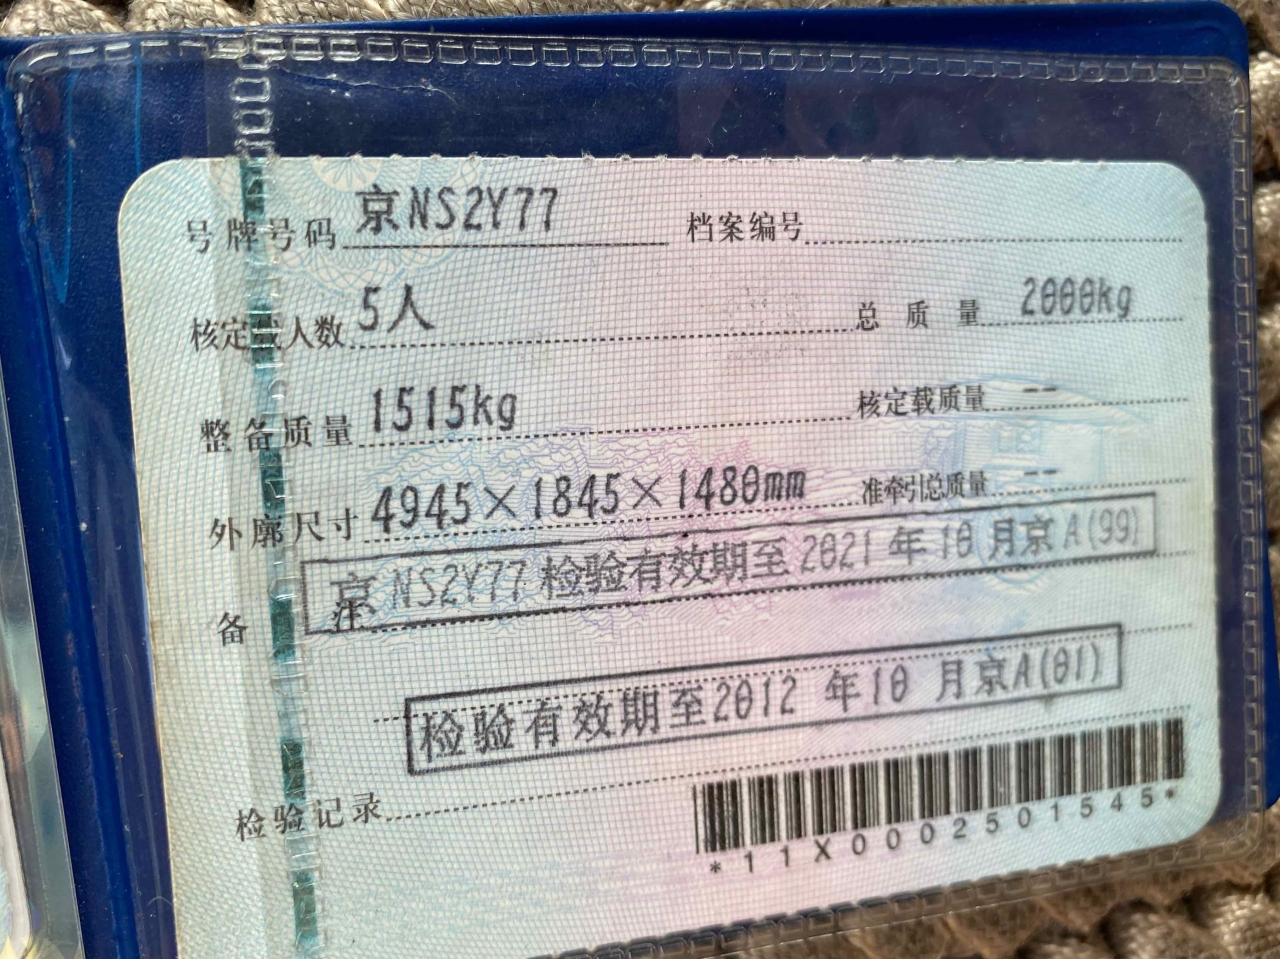 号牌号码 京NS2Y77 档案编号
核定载人数 5人 总质量 2000kg
整备质量 1515kg 核定载质量 --
外廓尺寸 4945×1845×1480mm 准牵引总质量 --
京NS2Y77 检验有效期至2021年10月京A(99)
备注
检验有效期至2012 年10 月京A(01)
检验记录
*11X0002501545*